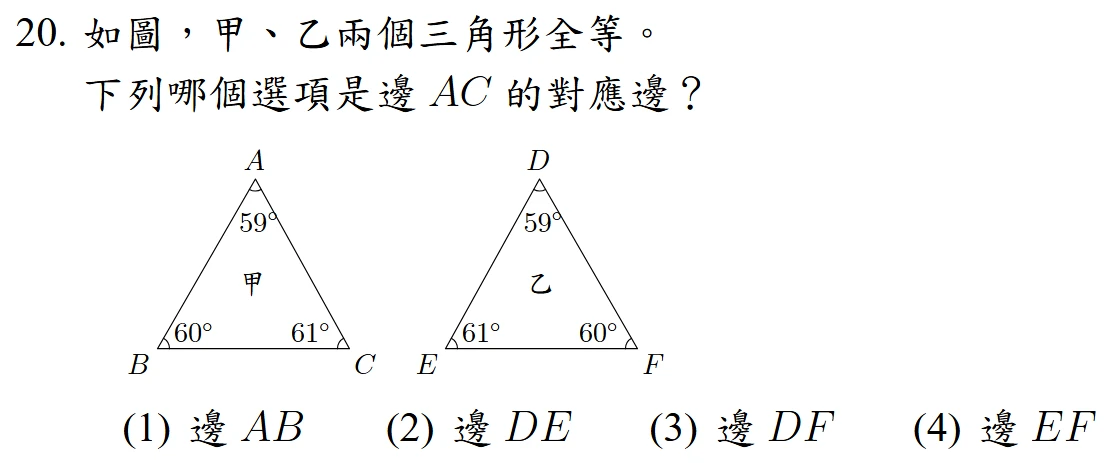 20. 如圖，甲、乙兩個三角形全等。
下列哪個選項是邊 AC 的對應邊？
A D
59° 59°
甲 乙
60° 61° 61° 60°
B C E F
(1) 邊 AB (2) 邊 DE (3) 邊 DF (4) 邊 EF